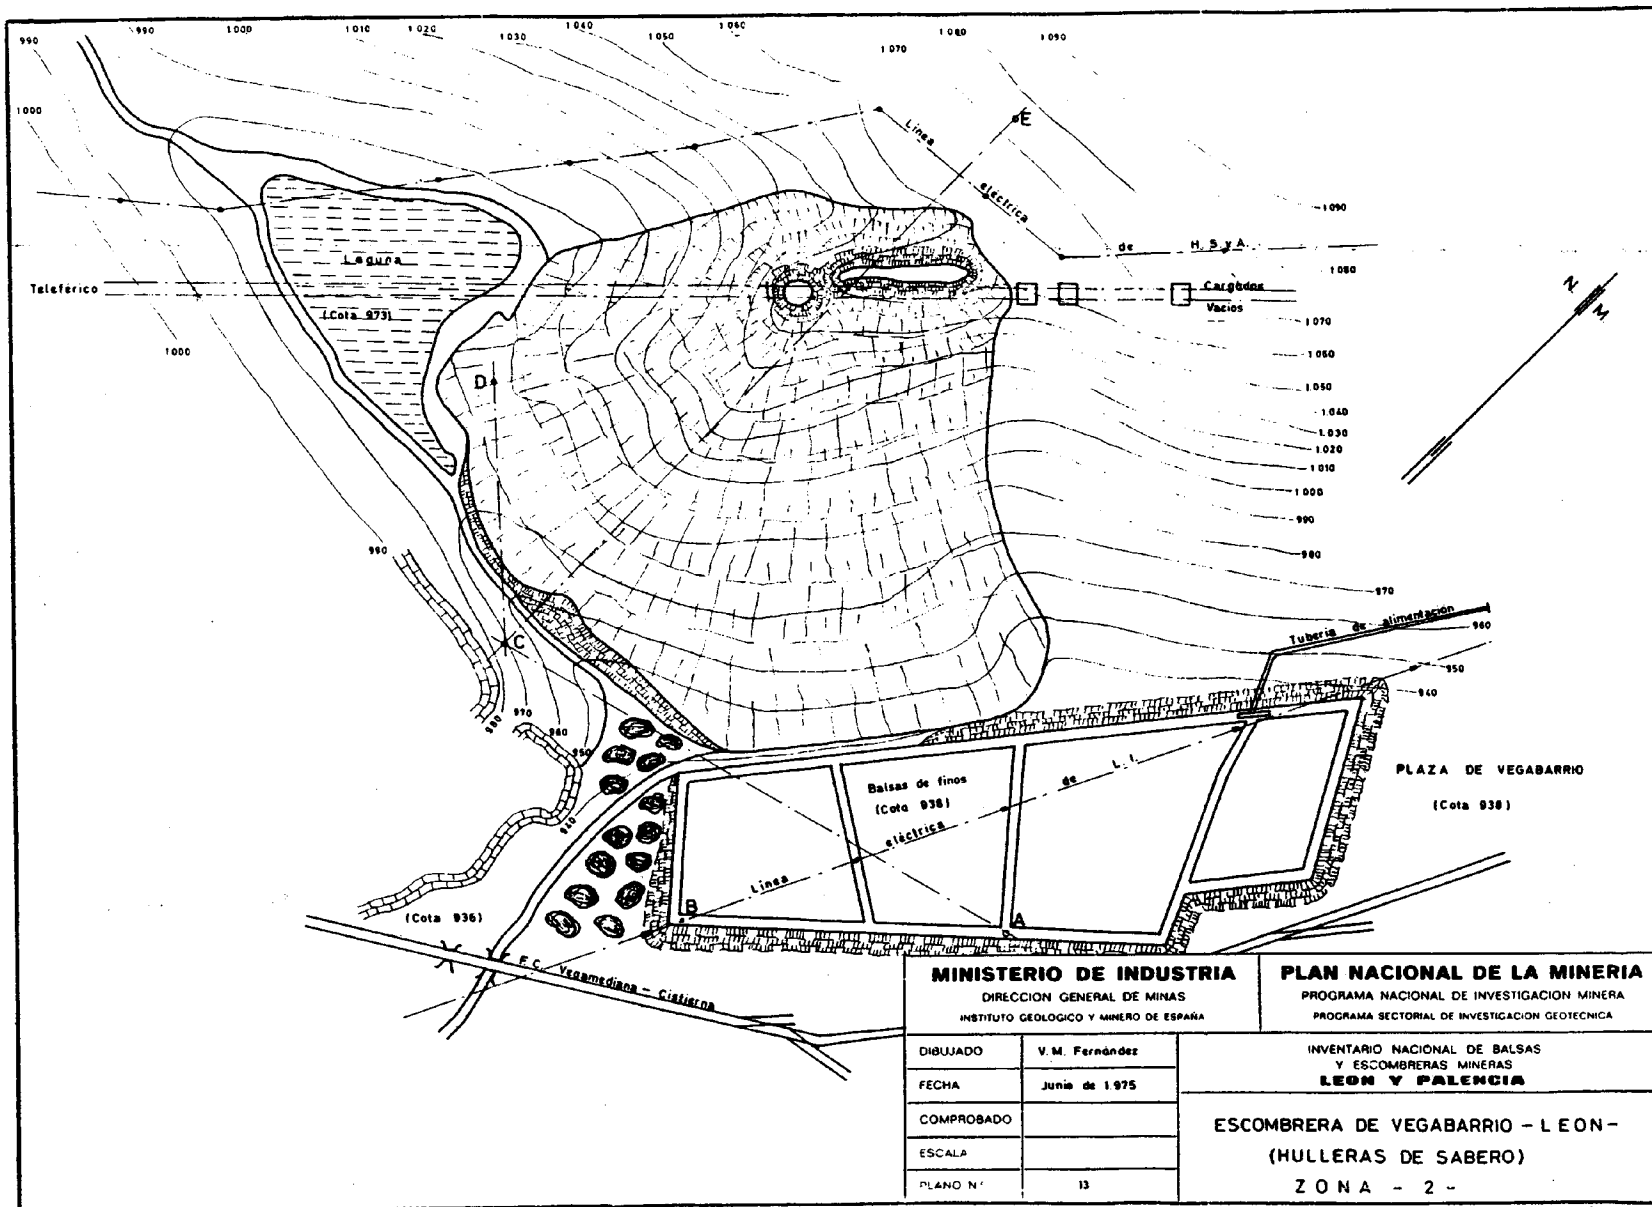 990
990
1000
1010
1020
1030
1040
1050
1060
1070
1080
1090
1000
E
Línea
eléctrica
de H. S. y A.
1090
1080
Laguna
Teleférico
(Cota 973)
Cargados
Vacios
N. M
1070
1060
1050
1040
1030
1020
1010
1000
990
980
970
960
950
940
1000
D
990
C
980
970
960
950
940
Tubería de alimentacion
Balsas de finos
(Cota 938)
Línea eléctrica de L. I.
PLAZA DE VEGABARRIO
(Cota 938)
B
A
(Cota 936)
F.C. Vegamediana - Cistierna
MINISTERIO DE INDUSTRIA
DIRECCION GENERAL DE MINAS
INSTITUTO GEOLOGICO Y MINERO DE ESPAÑA
PLAN NACIONAL DE LA MINERIA
PROGRAMA NACIONAL DE INVESTIGACION MINERA
PROGRAMA SECTORIAL DE INVESTIGACION GEOTECNICA
DIBUJADO V. M. Fernández
FECHA Junio de 1.975
COMPROBADO
ESCALA
PLANO Nº 13
INVENTARIO NACIONAL DE BALSAS
Y ESCOMBRERAS MINERAS
LEON Y PALENCIA
ESCOMBRERA DE VEGABARRIO - LEON -
(HULLERAS DE SABERO)
ZONA - 2 -